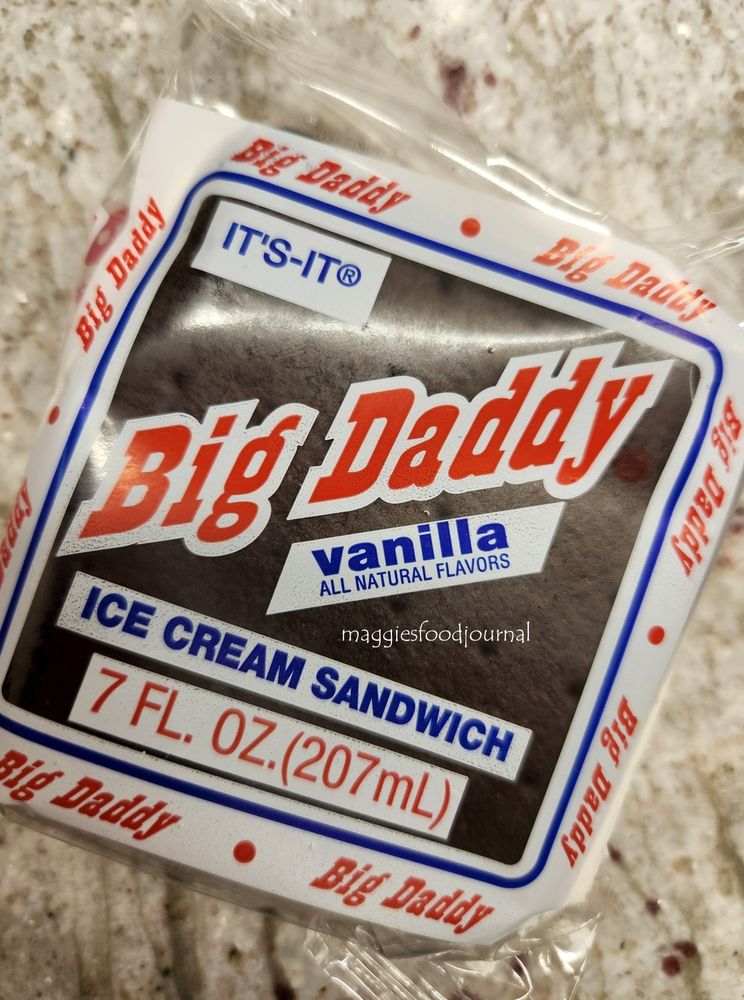 Big Daddy
Big Daddy
Big Daddy
IT'S-IT®
Big Daddy
vanilla
ALL NATURAL FLAVORS
maggiesfoodjournal
ICE CREAM SANDWICH
7 FL. OZ.(207mL)
Big Daddy
Big Daddy
Big Daddy
Big Daddy